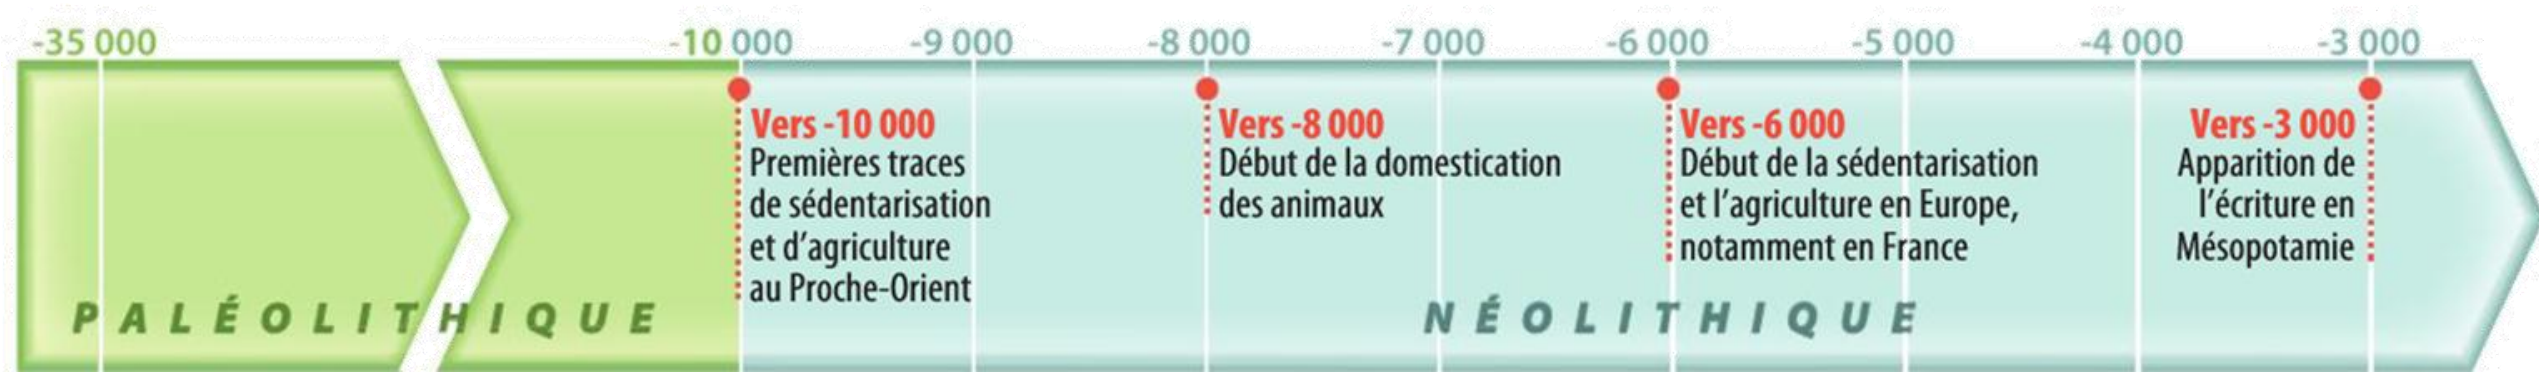 -35 000
-10 000
-9 000
-8 000
-7 000
-6 000
-5 000
-4 000
-3 000
Vers -10 000
Premières traces
de sédentarisation
et d'agriculture
au Proche-Orient
Vers -8 000
Début de la domestication
des animaux
Vers -6 000
Début de la sédentarisation
et l'agriculture en Europe,
notamment en France
Vers -3 000
Apparition de
l'écriture en
Mésopotamie
PALÉOLITHIQUE
NÉOLITHIQUE